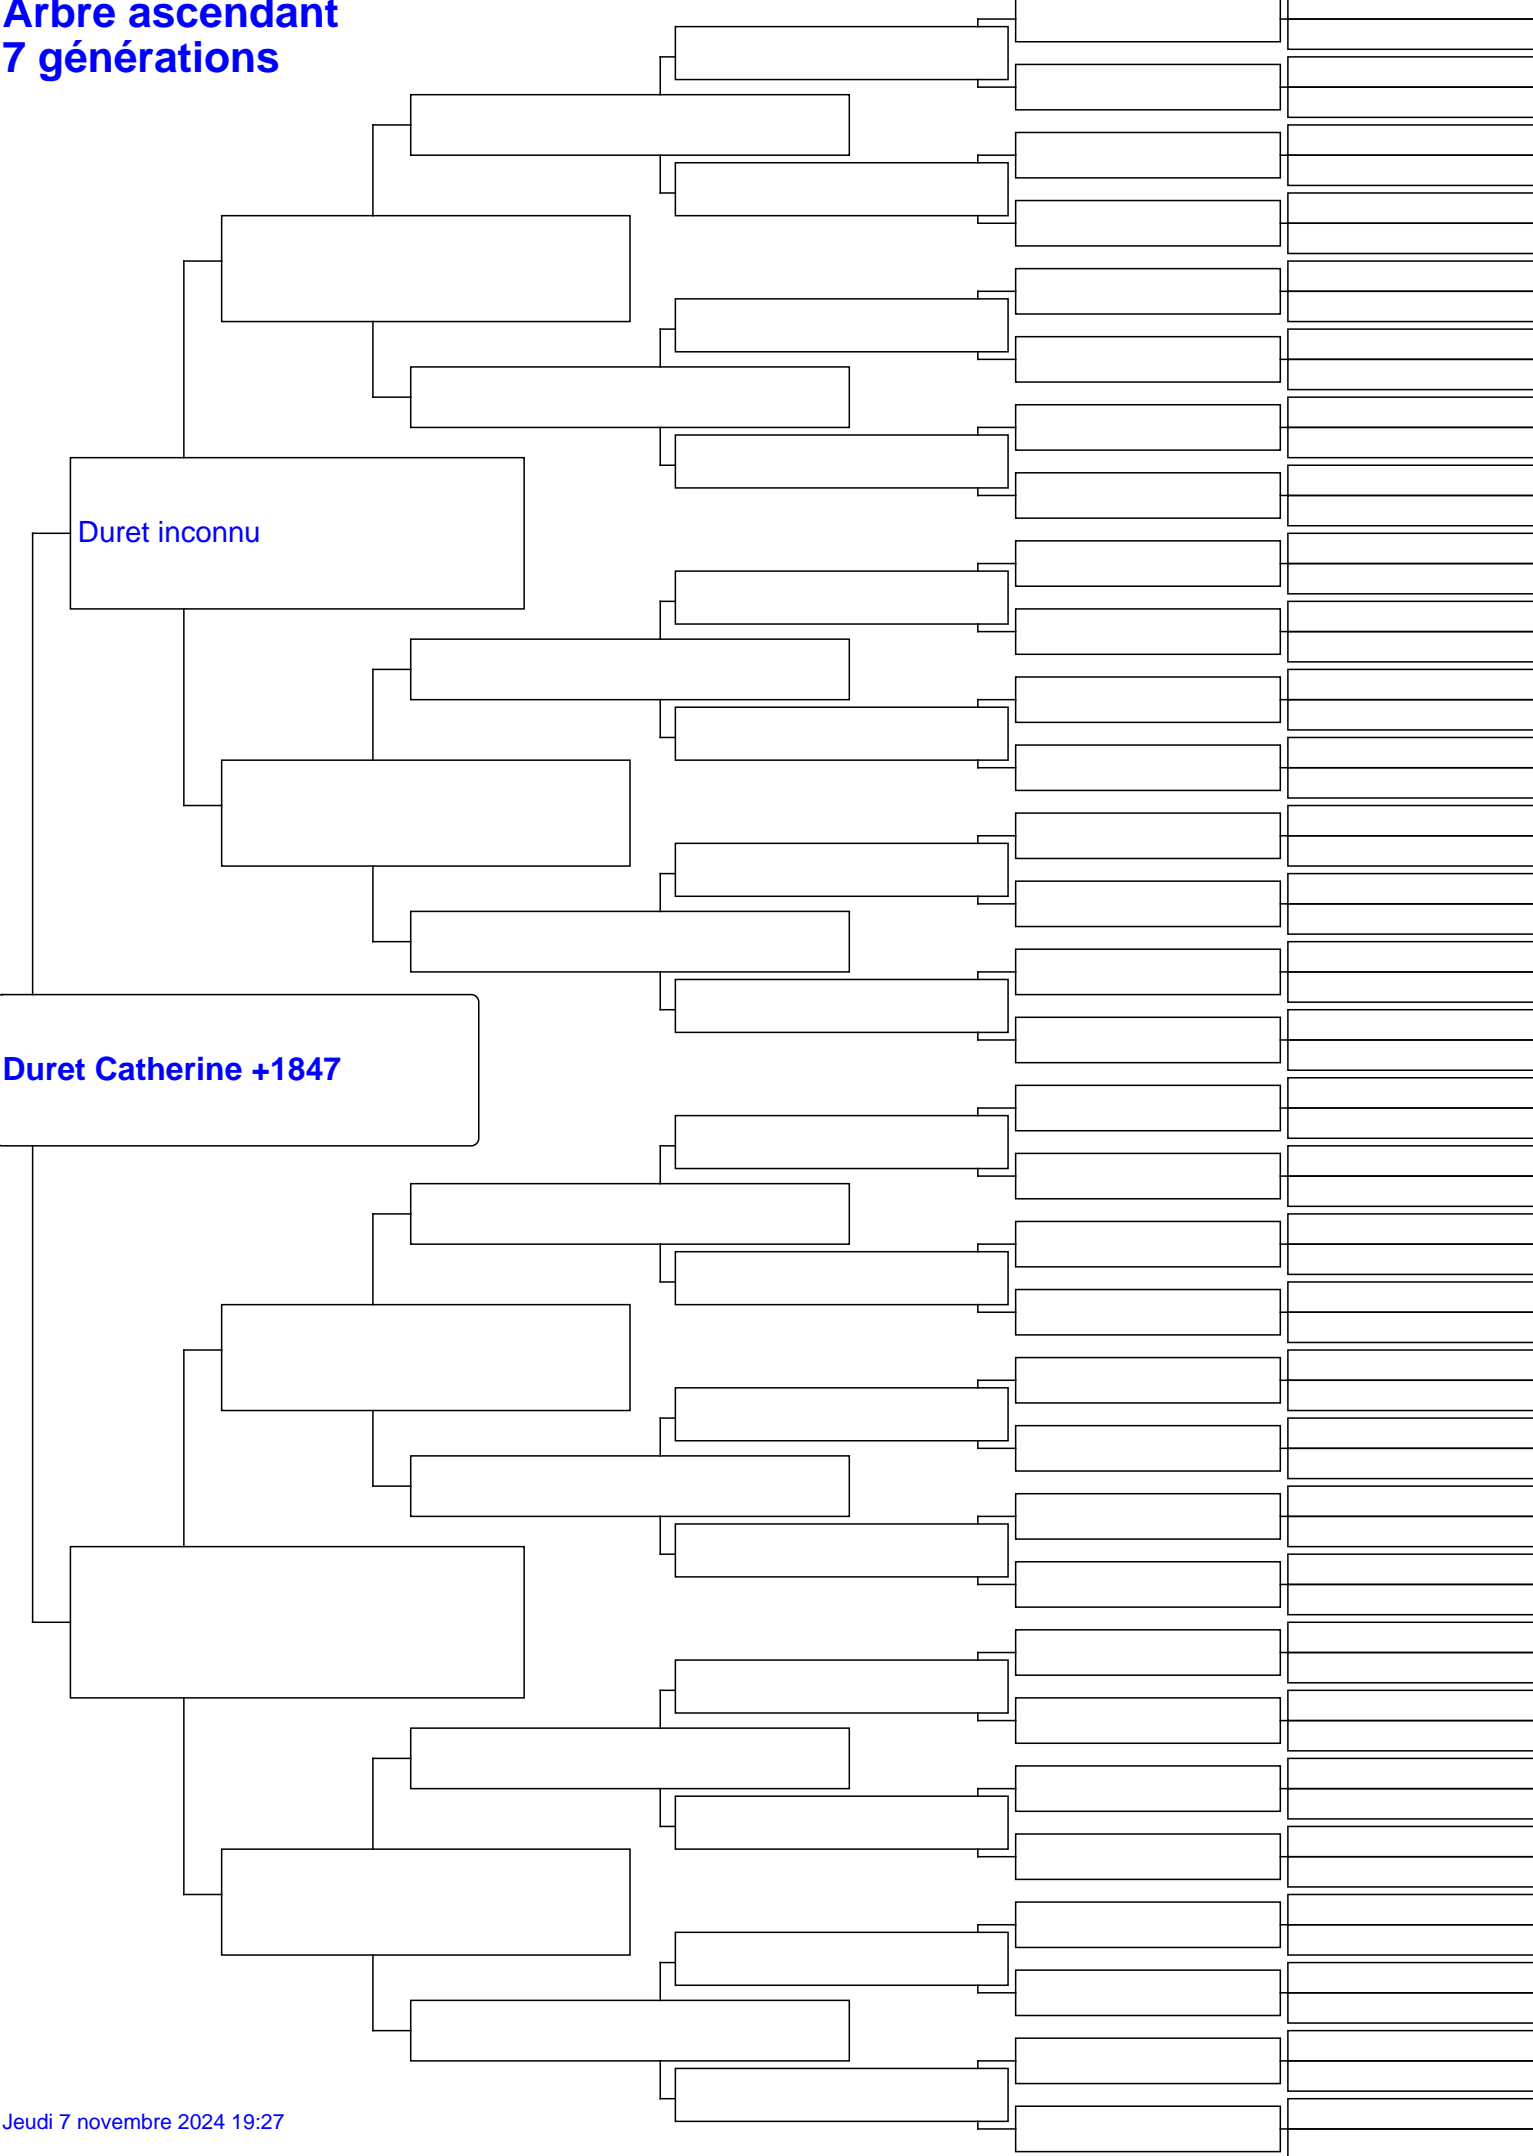 Arbre ascendant
7 générations
Duret inconnu
Duret Catherine +1847
Jeudi 7 novembre 2024 19:27